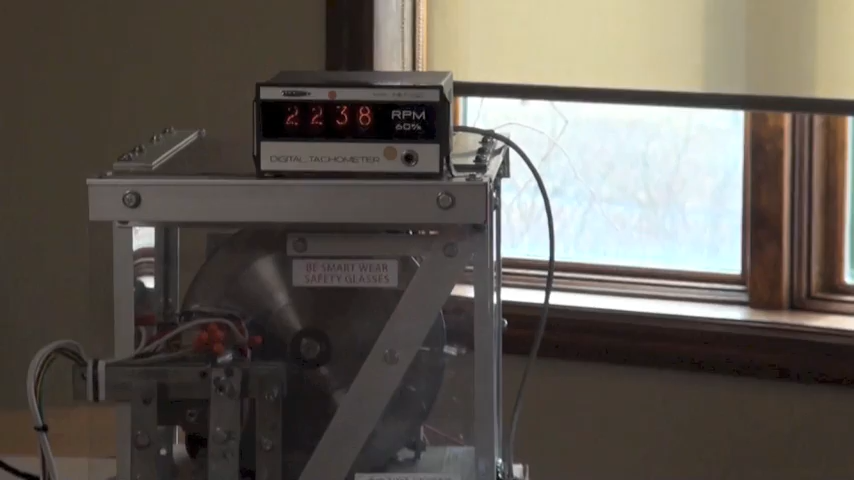 2238 RPM
60%
DIGITAL TACHOMETER
BE SMART WEAR
SAFETY GLASSES